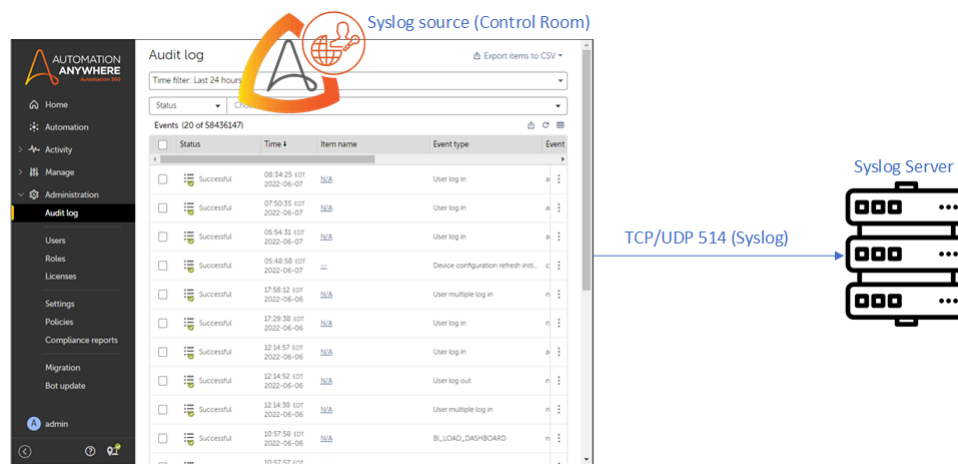 Syslog source (Control Room)
AUTOMATION
ANYWHERE
Automation 360
Home
Automation
Activity
Manage
Administration
Audit log
Users
Roles
Licenses
Settings
Policies
Compliance reports
Migration
Bot update
A admin
Audit log
Export items to CSV
Time filter: Last 24 hours
Status
Events (20 of 58436147)
Status Time Item name Event type Event
Successful 08:34:25 EDT 2022-06-07 N/A User log in a
Successful 07:50:35 EDT 2022-06-07 N/A User log in a
Successful 05:54:31 EDT 2022-06-07 N/A User log in a
Successful 05:48:58 EDT 2022-06-07 -- Device configuration refresh initi... c
Successful 17:58:12 EDT 2022-06-06 N/A User multiple log in n
Successful 17:29:38 EDT 2022-06-06 N/A User log in n
Successful 12:14:57 EDT 2022-06-06 N/A User log in a
Successful 12:14:52 EDT 2022-06-06 N/A User log out n
Successful 12:14:38 EDT 2022-06-06 N/A User multiple log in n
Successful 10:57:58 EDT 2022-06-06 N/A BI_LOAD_DASHBOARD n
10:57:57 EDT
TCP/UDP 514 (Syslog)
Syslog Server